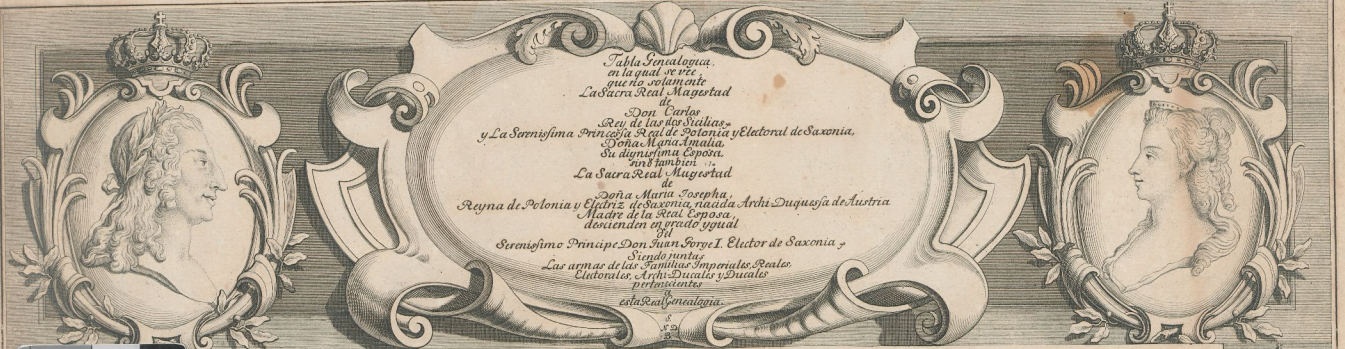 Tabla Genealogica,
en la qual se vèe,
que no solamente
La Sacra Real Magestad
de
Don Carlos
Rey de las dos Sicilias,
y La Serenissima Princessa Real de Polonia y Electoral de Saxonia,
Doña Maria Amalia,
Su dignissima Esposa.
sino tambien
La Sacra Real Magestad
de
Doña Maria Josepha,
Reyna de Polonia y Electriz de Saxonia, nacida Archi-Duquessa de Austria
Madre de la Real Esposa,
descienden en grado ygual
del
Serenissimo Principe Don Juan Jorge I. Elector de Saxonia,
Siendo juntas
Las armas de las Familias Imperiales, Reales,
Electorales, Archi-Ducales y Ducales
pertenecientes
a
esta Real Genealogia.